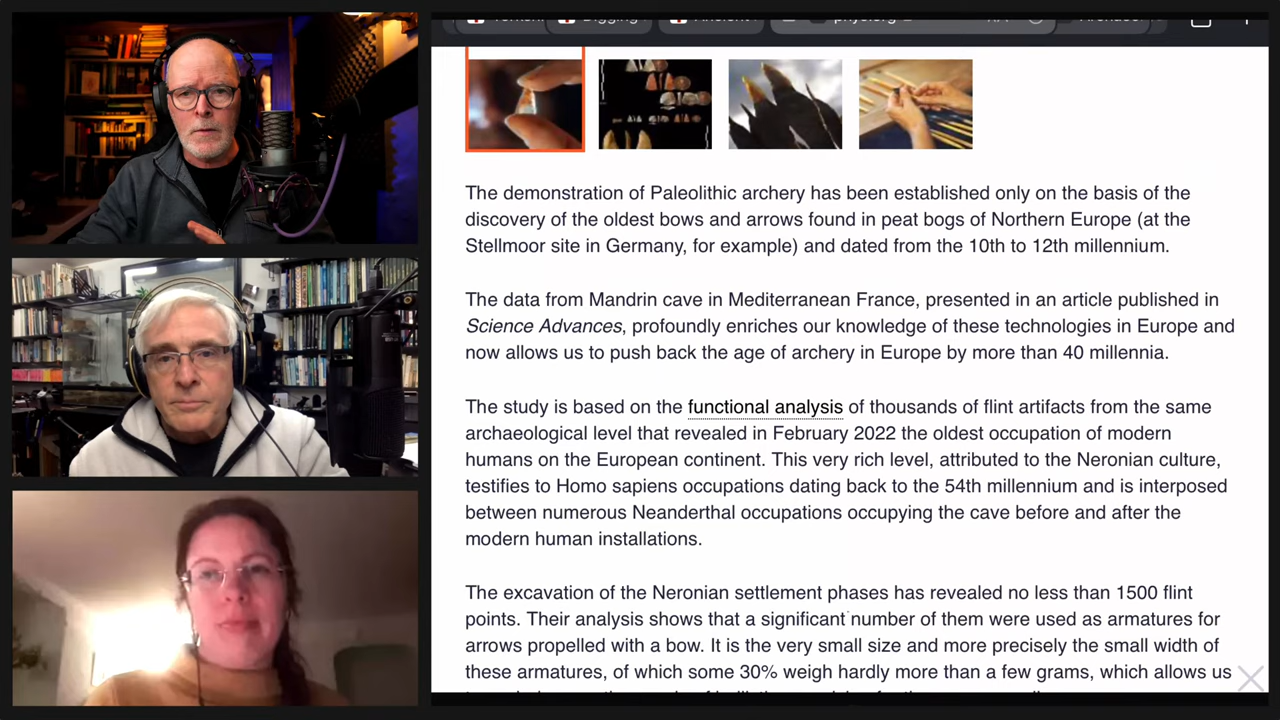 The demonstration of Paleolithic archery has been established only on the basis of the
discovery of the oldest bows and arrows found in peat bogs of Northern Europe (at the
Stellmoor site in Germany, for example) and dated from the 10th to 12th millennium.
The data from Mandrin cave in Mediterranean France, presented in an article published in
Science Advances, profoundly enriches our knowledge of these technologies in Europe and
now allows us to push back the age of archery in Europe by more than 40 millennia.
The study is based on the functional analysis of thousands of flint artifacts from the same
archaeological level that revealed in February 2022 the oldest occupation of modern
humans on the European continent. This very rich level, attributed to the Neronian culture,
testifies to Homo sapiens occupations dating back to the 54th millennium and is interposed
between numerous Neanderthal occupations occupying the cave before and after the
modern human installations.
The excavation of the Neronian settlement phases has revealed no less than 1500 flint
points. Their analysis shows that a significant number of them were used as armatures for
arrows propelled with a bow. It is the very small size and more precisely the small width of
these armatures, of which some 30% weigh hardly more than a few grams, which allows us